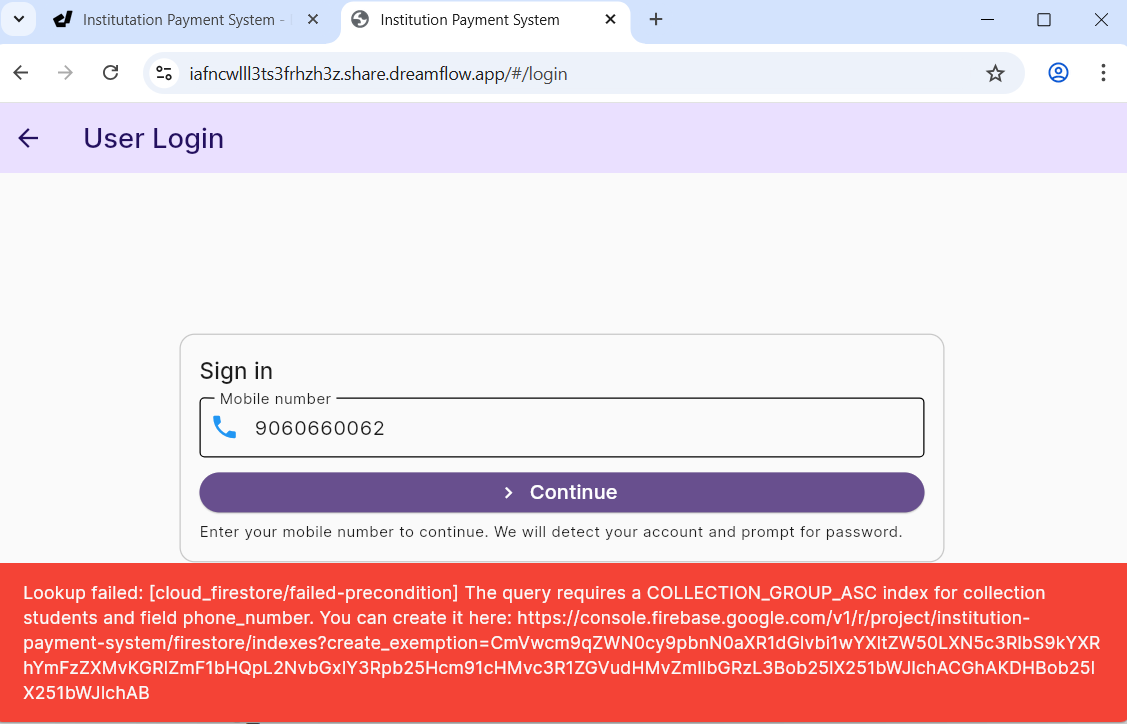 Institutation Payment System -
Institution Payment System
iafncwlll3ts3frhzh3z.share.dreamflow.app/#/login
User Login
Sign in
Mobile number
9060660062
Continue
Enter your mobile number to continue. We will detect your account and prompt for password.
Lookup failed: [cloud_firestore/failed-precondition] The query requires a COLLECTION_GROUP_ASC index for collection
students and field phone_number. You can create it here: https://console.firebase.google.com/v1/r/project/institution-
payment-system/firestore/indexes?create_exemption=CmVwcm9qZWN0cy9pbnN0aXR1dGlvbi1wYXltZW50LXN5c3RlbS9kYXR
hYmFzZXMvKGRlZmF1bHQpL2NvbGxlY3Rpb25Hcm91cHMvc3R1ZGVudHMvZmllbGRzL3Bob25lX251bWJlchACGhAKDHBob25l
X251bWJlchAB